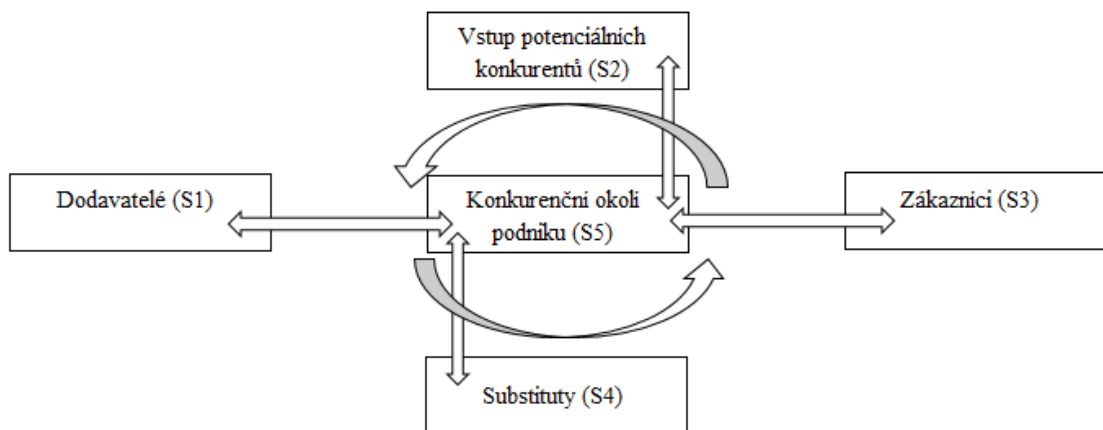 Vstup potenciálních
konkurentů (S2)
Dodavatelé (S1)
Konkurenční okolí
podniku (S5)
Zákazníci (S3)
Substituty (S4)